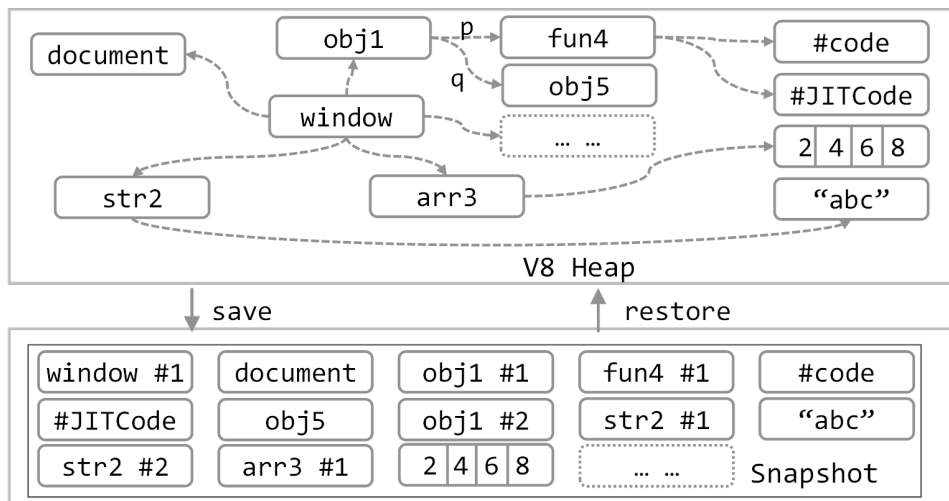 p
obj1
fun4
#code
document
q
obj5
#JITCode
window
… …
2 4 6 8
str2
arr3
“abc”
V8 Heap
save
restore
window #1
document
obj1 #1
fun4 #1
#code
#JITCode
obj5
obj1 #2
str2 #1
“abc”
str2 #2
arr3 #1
2 4 6 8
… …
Snapshot